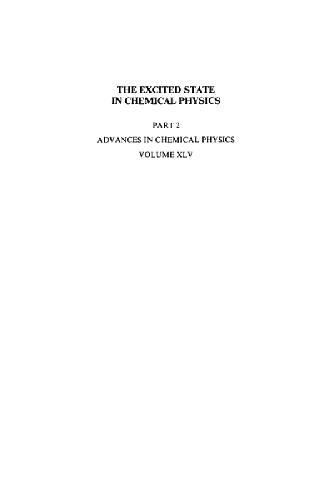 THE EXCITED STATE
IN CHEMICAL PHYSICS
PART 2
ADVANCES IN CHEMICAL PHYSICS
VOLUME XLV